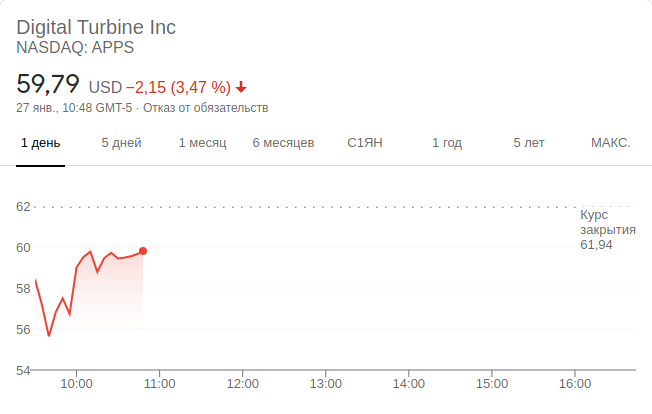 Digital Turbine Inc
NASDAQ: APPS
59,79 USD −2,15 (3,47 %)
27 янв., 10:48 GMT-5 · Отказ от обязательств
1 день 5 дней 1 месяц 6 месяцев С1ЯН 1 год 5 лет МАКС.
62
Курс
закрытия
61,94
60
58
56
54
10:00 11:00 12:00 13:00 14:00 15:00 16:00